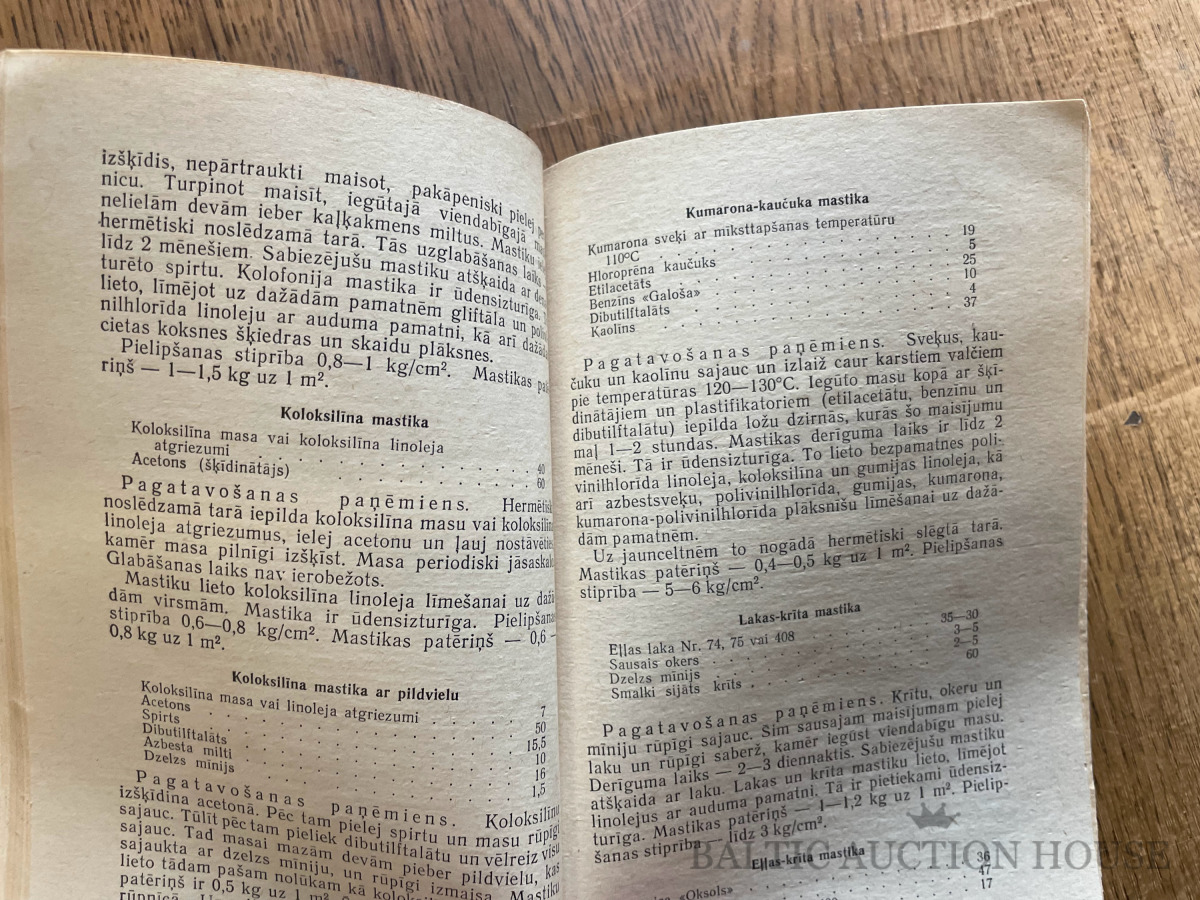 izšķīdis, nepārtraukti maisot, pakāpeniski pielej
nicu. Turpinot maisīt, iegūtajā viendabīgajā
nelielām devām ieber kaļķakmens miltus. Mastiku
hermētiski noslēdzamā tarā. Tās uzglabāšanas laiks
līdz 2 mēnešiem. Sabiezējušu mastiku atšķaida ar
turēto spirtu. Kolofonija mastika ir ūdensizturīga.
lieto, līmējot uz dažādām pamatnēm gliftāla un
nilhlorīda linoleju ar auduma pamatni, kā arī
cietas koksnes šķiedras un skaidu plāksnes.
Pielipšanas stiprība 0,8—1 kg/cm². Mastikas
riņš — 1—1,5 kg uz 1 m².
Koloksilīna mastika
Koloksilīna masa vai koloksilīna linoleja
atgriezumi . . . . . . . . . . . . 40
Acetons (šķīdinātājs) . . . . . . . . . . . . 60
Pagatavošanas paņēmiens. Hermētiski
noslēdzamā tarā iepilda koloksilīna masu vai koloksilīna
linoleja atgriezumus, ielej acetonu un ļauj nostāvēties
kamēr masa pilnīgi izšķīst. Masa periodiski jāsaskalo
Glabāšanas laiks nav ierobežots.
Mastiku lieto koloksilīna linoleja līmēšanai uz
dām virsmām. Mastika ir ūdensizturīga. Pielipšanas
stiprība 0,6—0,8 kg/cm². Mastikas patēriņš — 0,6—
0,8 kg uz 1 m².
Koloksilīna mastika ar pildvielu
Koloksilīna masa vai linoleja atgriezumi . . . . 7
Acetons . . . . . . . . . . . . 50
Spirts . . . . . . . . . . . . 15,5
Dibutilftalāts . . . . . . . . . . . . 10
Azbesta milti . . . . . . . . . . . . 16
Dzelzs mīnijs . . . . . . . . . . . . 1,5
Pagatavošanas paņēmiens. Koloksilīnu
izšķīdina acetonā. Pēc tam pielej spirtu un masu rūpīgi
sajauc. Tūlīt pēc tam pieliek dibutilftalātu un vēlreiz visu
sajauc. Tad masai mazām devām pieber pildvielu, kas
sajaukta ar dzelzs mīniju, un rūpīgi izmaisa. Mastiku
lieto tādam pašam nolūkam kā
patēriņš ir 0,5 kg uz 1 m²
rūpnīcā.
Kumarona-kaučuka mastika
Kumarona sveķi ar mīksttapšanas temperatūru
110°C . . . . . . . . . . . . 19
Hloroprēna kaučuks . . . . . . . . . . . . 5
Etilacetāts . . . . . . . . . . . . 25
Benzīns «Galoša» . . . . . . . . . . . . 10
Dibutilftalāts . . . . . . . . . . . . 4
Kaolīns . . . . . . . . . . . . 37
Pagatavošanas paņēmiens. Sveķus, kau-
čuku un kaolīnu sajauc un izlaiž caur karstiem valčiem
pie temperatūras 120—130°C. Iegūto masu kopā ar šķī-
dinātājiem un plastifikatoriem (etilacetātu, benzīnu un
dibutilftalātu) iepilda ložu dzirnās, kurās šo maisījumu
maļ 1—2 stundas. Mastikas derīguma laiks ir līdz 2
mēneši. Tā ir ūdensizturīga. To lieto bezpamatnes poli-
vinilhlorīda linoleja, koloksilīna un gumijas linoleja, kā
arī azbestsveķu, polivinilhlorīda, gumijas, kumarona,
kumarona-polivinilhlorīda plāksnīšu līmēšanai uz dažā-
dām pamatnēm.
Uz jaunceltnēm to nogādā hermētiski slēgtā tarā.
Mastikas patēriņš — 0,4—0,5 kg uz 1 m². Pielipšanas
stiprība — 5—6 kg/cm².
Lakas-krīta mastika
Eļļas laka Nr. 74, 75 vai 408 . . . . . . 35—30
Sausais okers . . . . . . . . . . . . 3—5
Dzelzs mīnijs . . . . . . . . . . . . 2—5
Smalki sijāts krīts . . . . . . . . . . . . 60
Pagatavošanas paņēmiens. Krītu, okeru un
mīniju rūpīgi sajauc. Šim sausajam maisījumam pielej
laku un rūpīgi saberž, kamēr iegūst viendabīgu masu.
Derīguma laiks — 2—3 diennaktis. Sabiezējušu mastiku
atšķaida ar laku. Lakas un krīta mastiku lieto, līmējot
linolejus ar auduma pamatni. Tā ir pietiekami ūdensiz-
turīga. Mastikas patēriņš — 1—1,2 kg uz 1 m². Pielip-
šanas stiprība līdz 3 kg/cm².
Eļļas-krīta mastika
36
«Oksols» 47
17
BALTIC AUCTION HOUSE